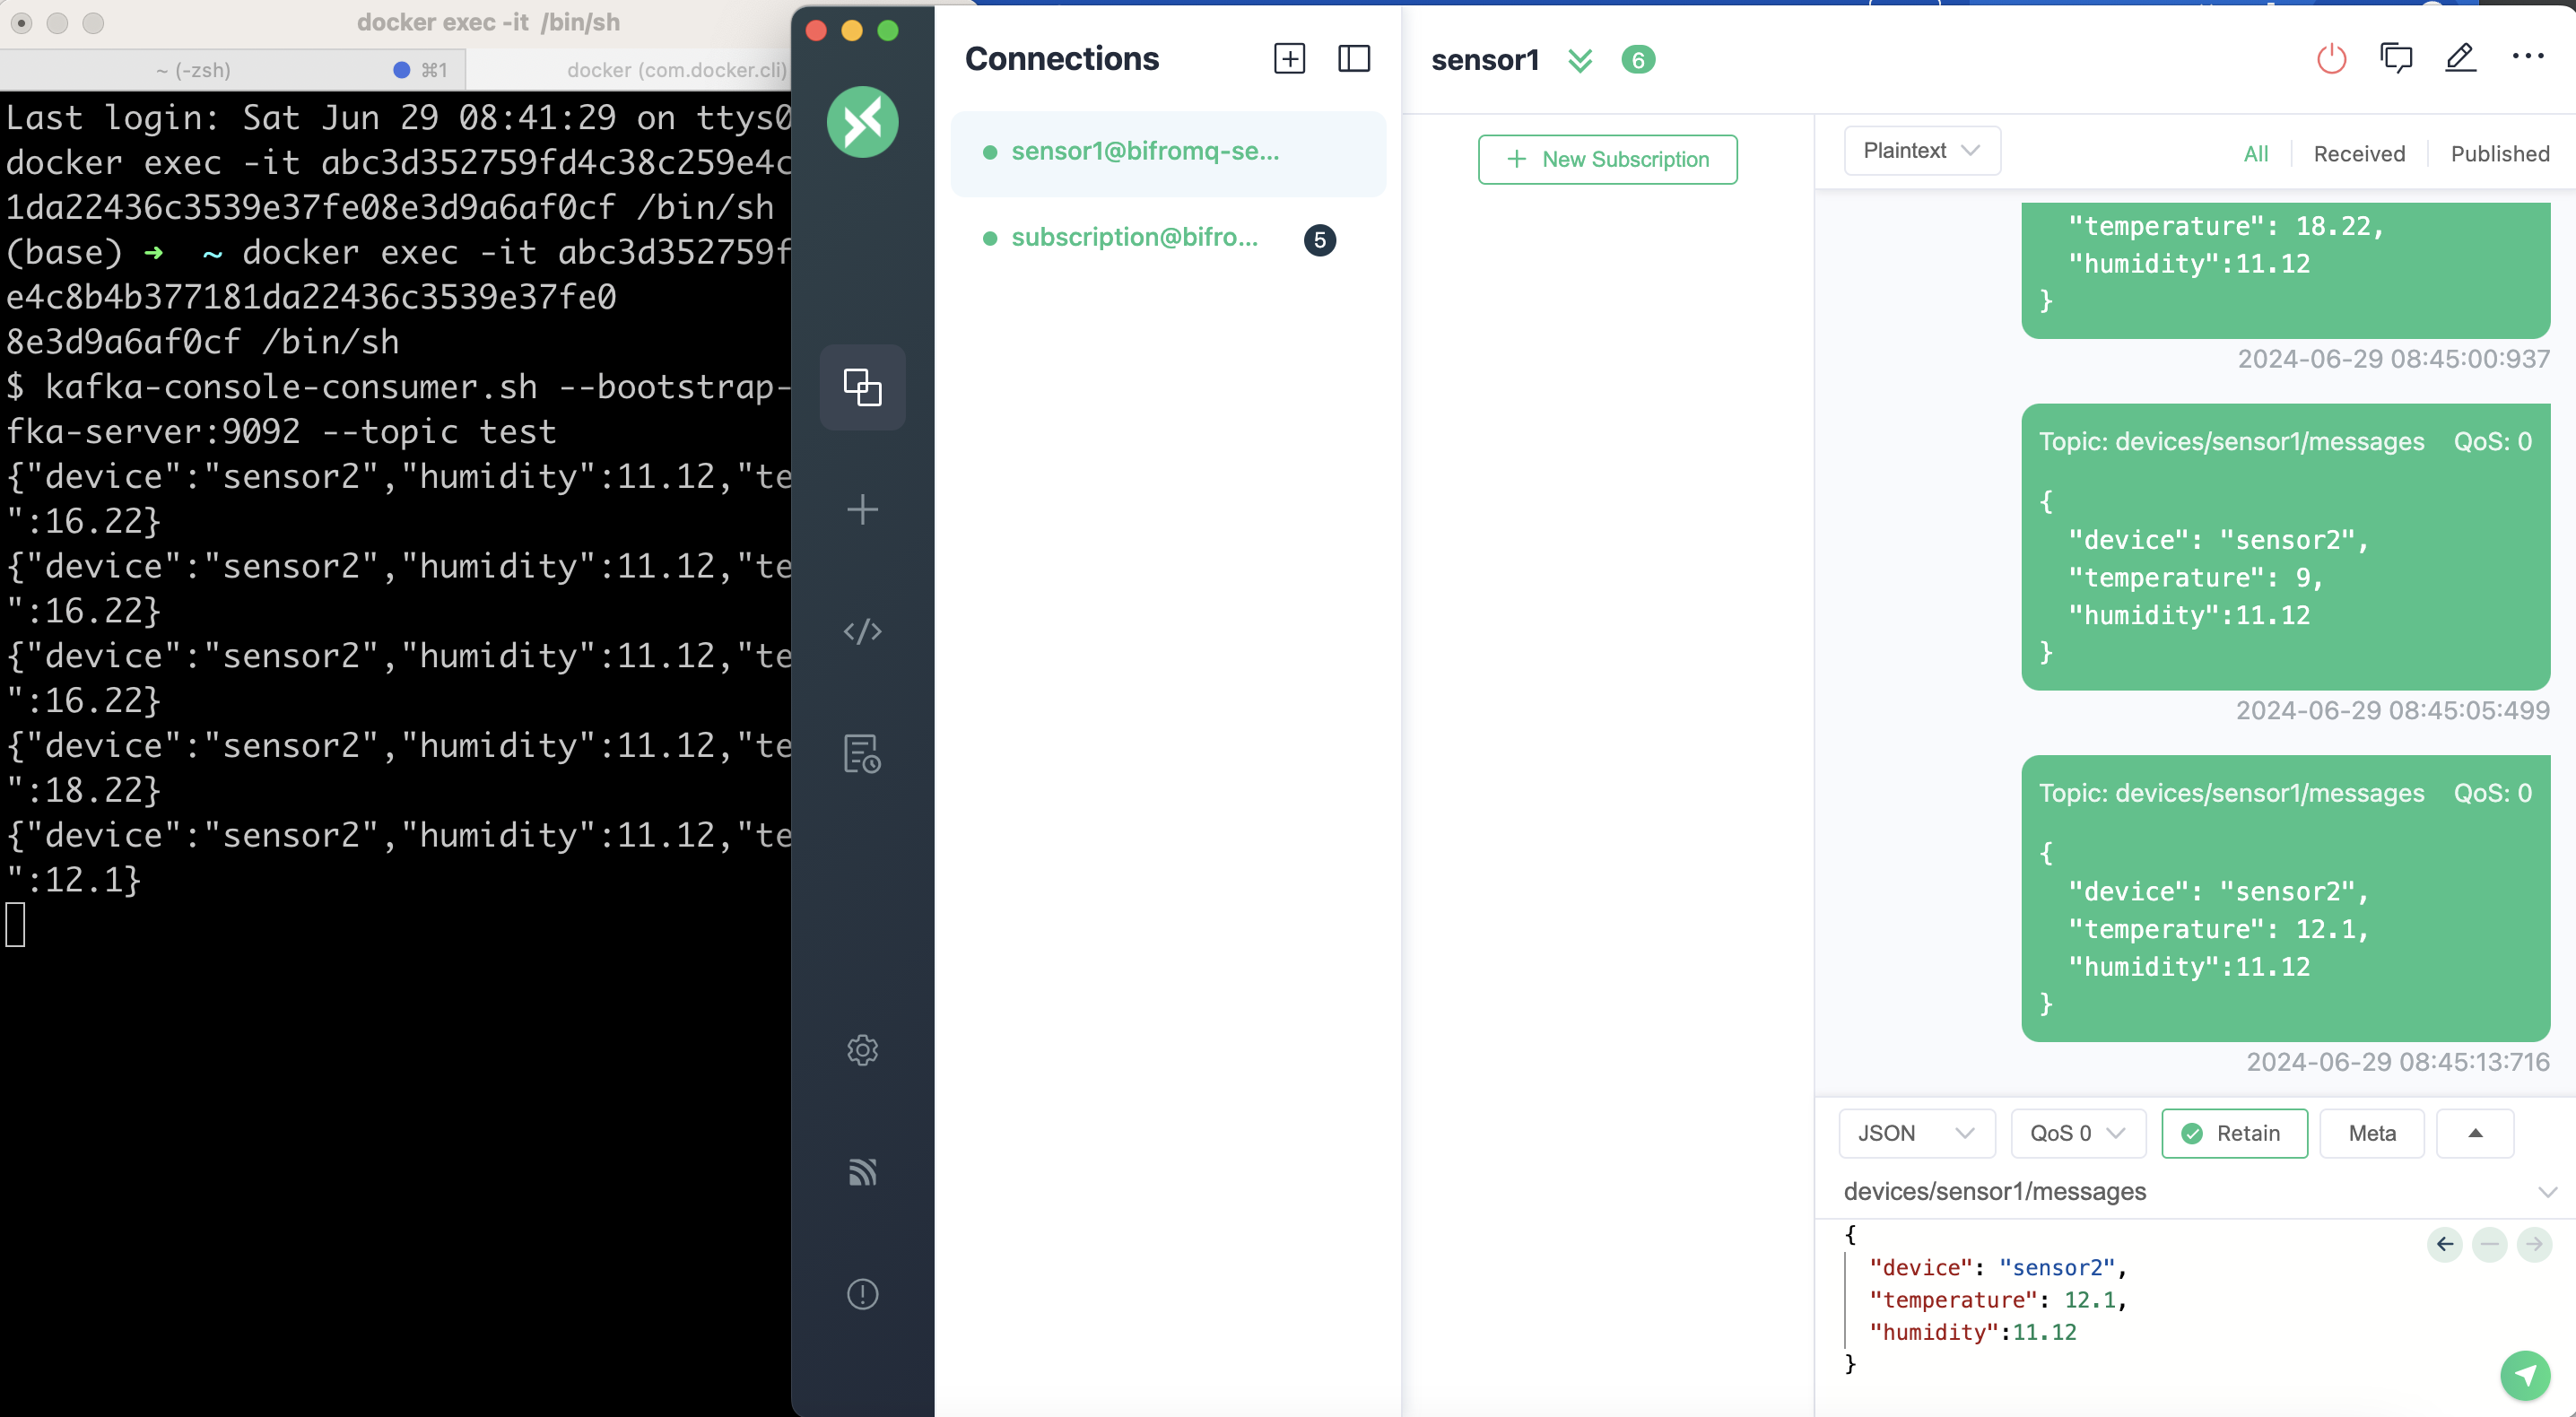 docker exec -it /bin/sh
~ (-zsh)
⌘1
docker (com.docker.cli)
Last login: Sat Jun 29 08:41:29 on ttys0
docker exec -it abc3d352759fd4c38c259e4c
1da22436c3539e37fe08e3d9a6af0cf /bin/sh
(base) ➜ ~ docker exec -it abc3d352759f
e4c8b4b377181da22436c3539e37fe0
8e3d9a6af0cf /bin/sh
$ kafka-console-consumer.sh --bootstrap-
fka-server:9092 --topic test
{"device":"sensor2","humidity":11.12,"te
":16.22}
{"device":"sensor2","humidity":11.12,"te
":16.22}
{"device":"sensor2","humidity":11.12,"te
":16.22}
{"device":"sensor2","humidity":11.12,"te
":18.22}
{"device":"sensor2","humidity":11.12,"te
":12.1}
Connections
sensor1@bifromq-se...
subscription@bifro...
5
sensor1
6
+ New Subscription
Plaintext
All
Received
Published
"temperature": 18.22,
"humidity":11.12
}
2024-06-29 08:45:00:937
Topic: devices/sensor1/messages QoS: 0
{
"device": "sensor2",
"temperature": 9,
"humidity":11.12
}
2024-06-29 08:45:05:499
Topic: devices/sensor1/messages QoS: 0
{
"device": "sensor2",
"temperature": 12.1,
"humidity":11.12
}
2024-06-29 08:45:13:716
JSON
QoS 0
Retain
Meta
devices/sensor1/messages
{
"device": "sensor2",
"temperature": 12.1,
"humidity":11.12
}